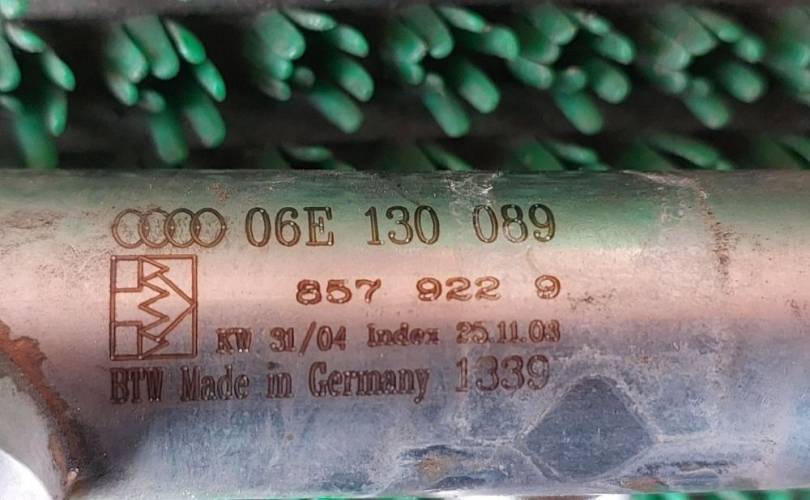 06E 130 089
857 922 9
KW 31/04 index 25.11.03
BTW Made in Germany 1339